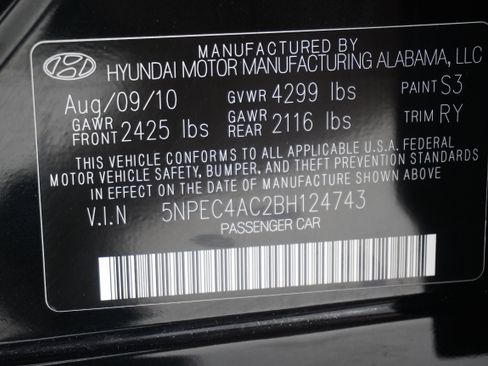 MANUFACTURED BY
HYUNDAI MOTOR MANUFACTURING ALABAMA, LLC
Aug/09/10 GVWR 4299 lbs PAINT S3
GAWR FRONT 2425 lbs GAWR REAR 2116 lbs TRIM RY
THIS VEHICLE CONFORMS TO ALL APPLICABLE U.S.A. FEDERAL
MOTOR VEHICLE SAFETY, BUMPER, AND THEFT PREVENTION STANDARDS
IN EFFECT ON THE DATE OF MANUFACTURE SHOWN ABOVE
V.I.N 5NPEC4AC2BH124743
PASSENGER CAR